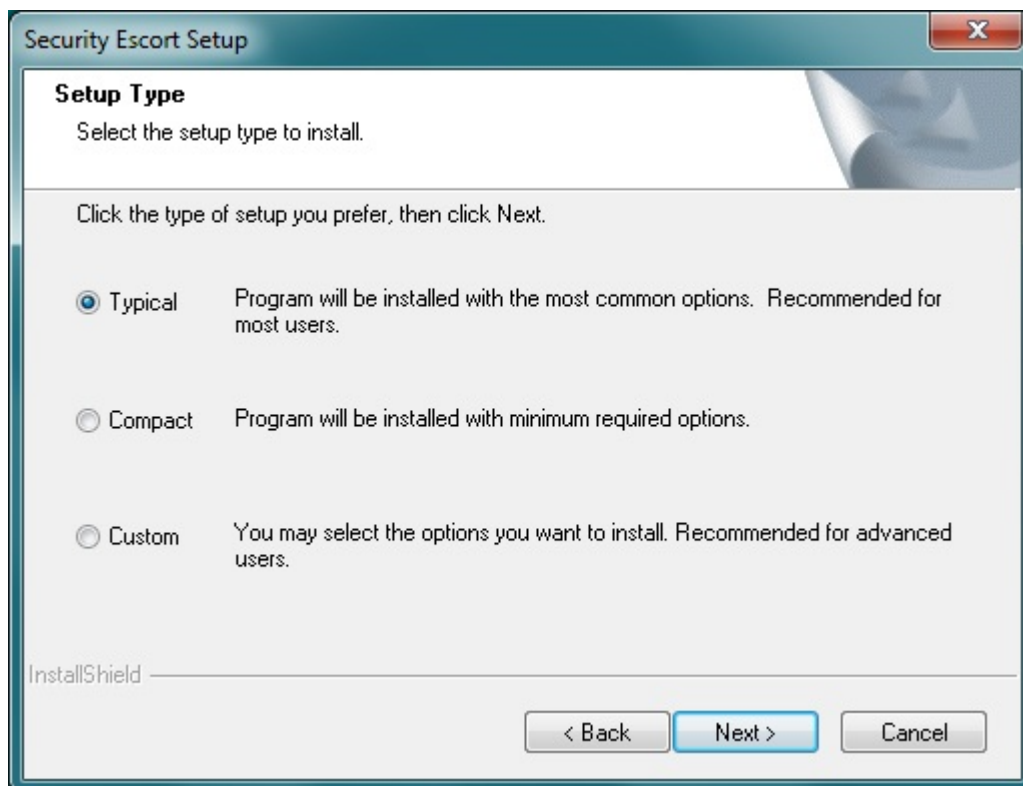 Security Escort Setup
Setup Type
Select the setup type to install.
Click the type of setup you prefer, then click Next.
Typical Program will be installed with the most common options.  Recommended for
most users.
Compact Program will be installed with minimum required options.
Custom You may select the options you want to install. Recommended for advanced
users.
InstallShield
< Back Next > Cancel